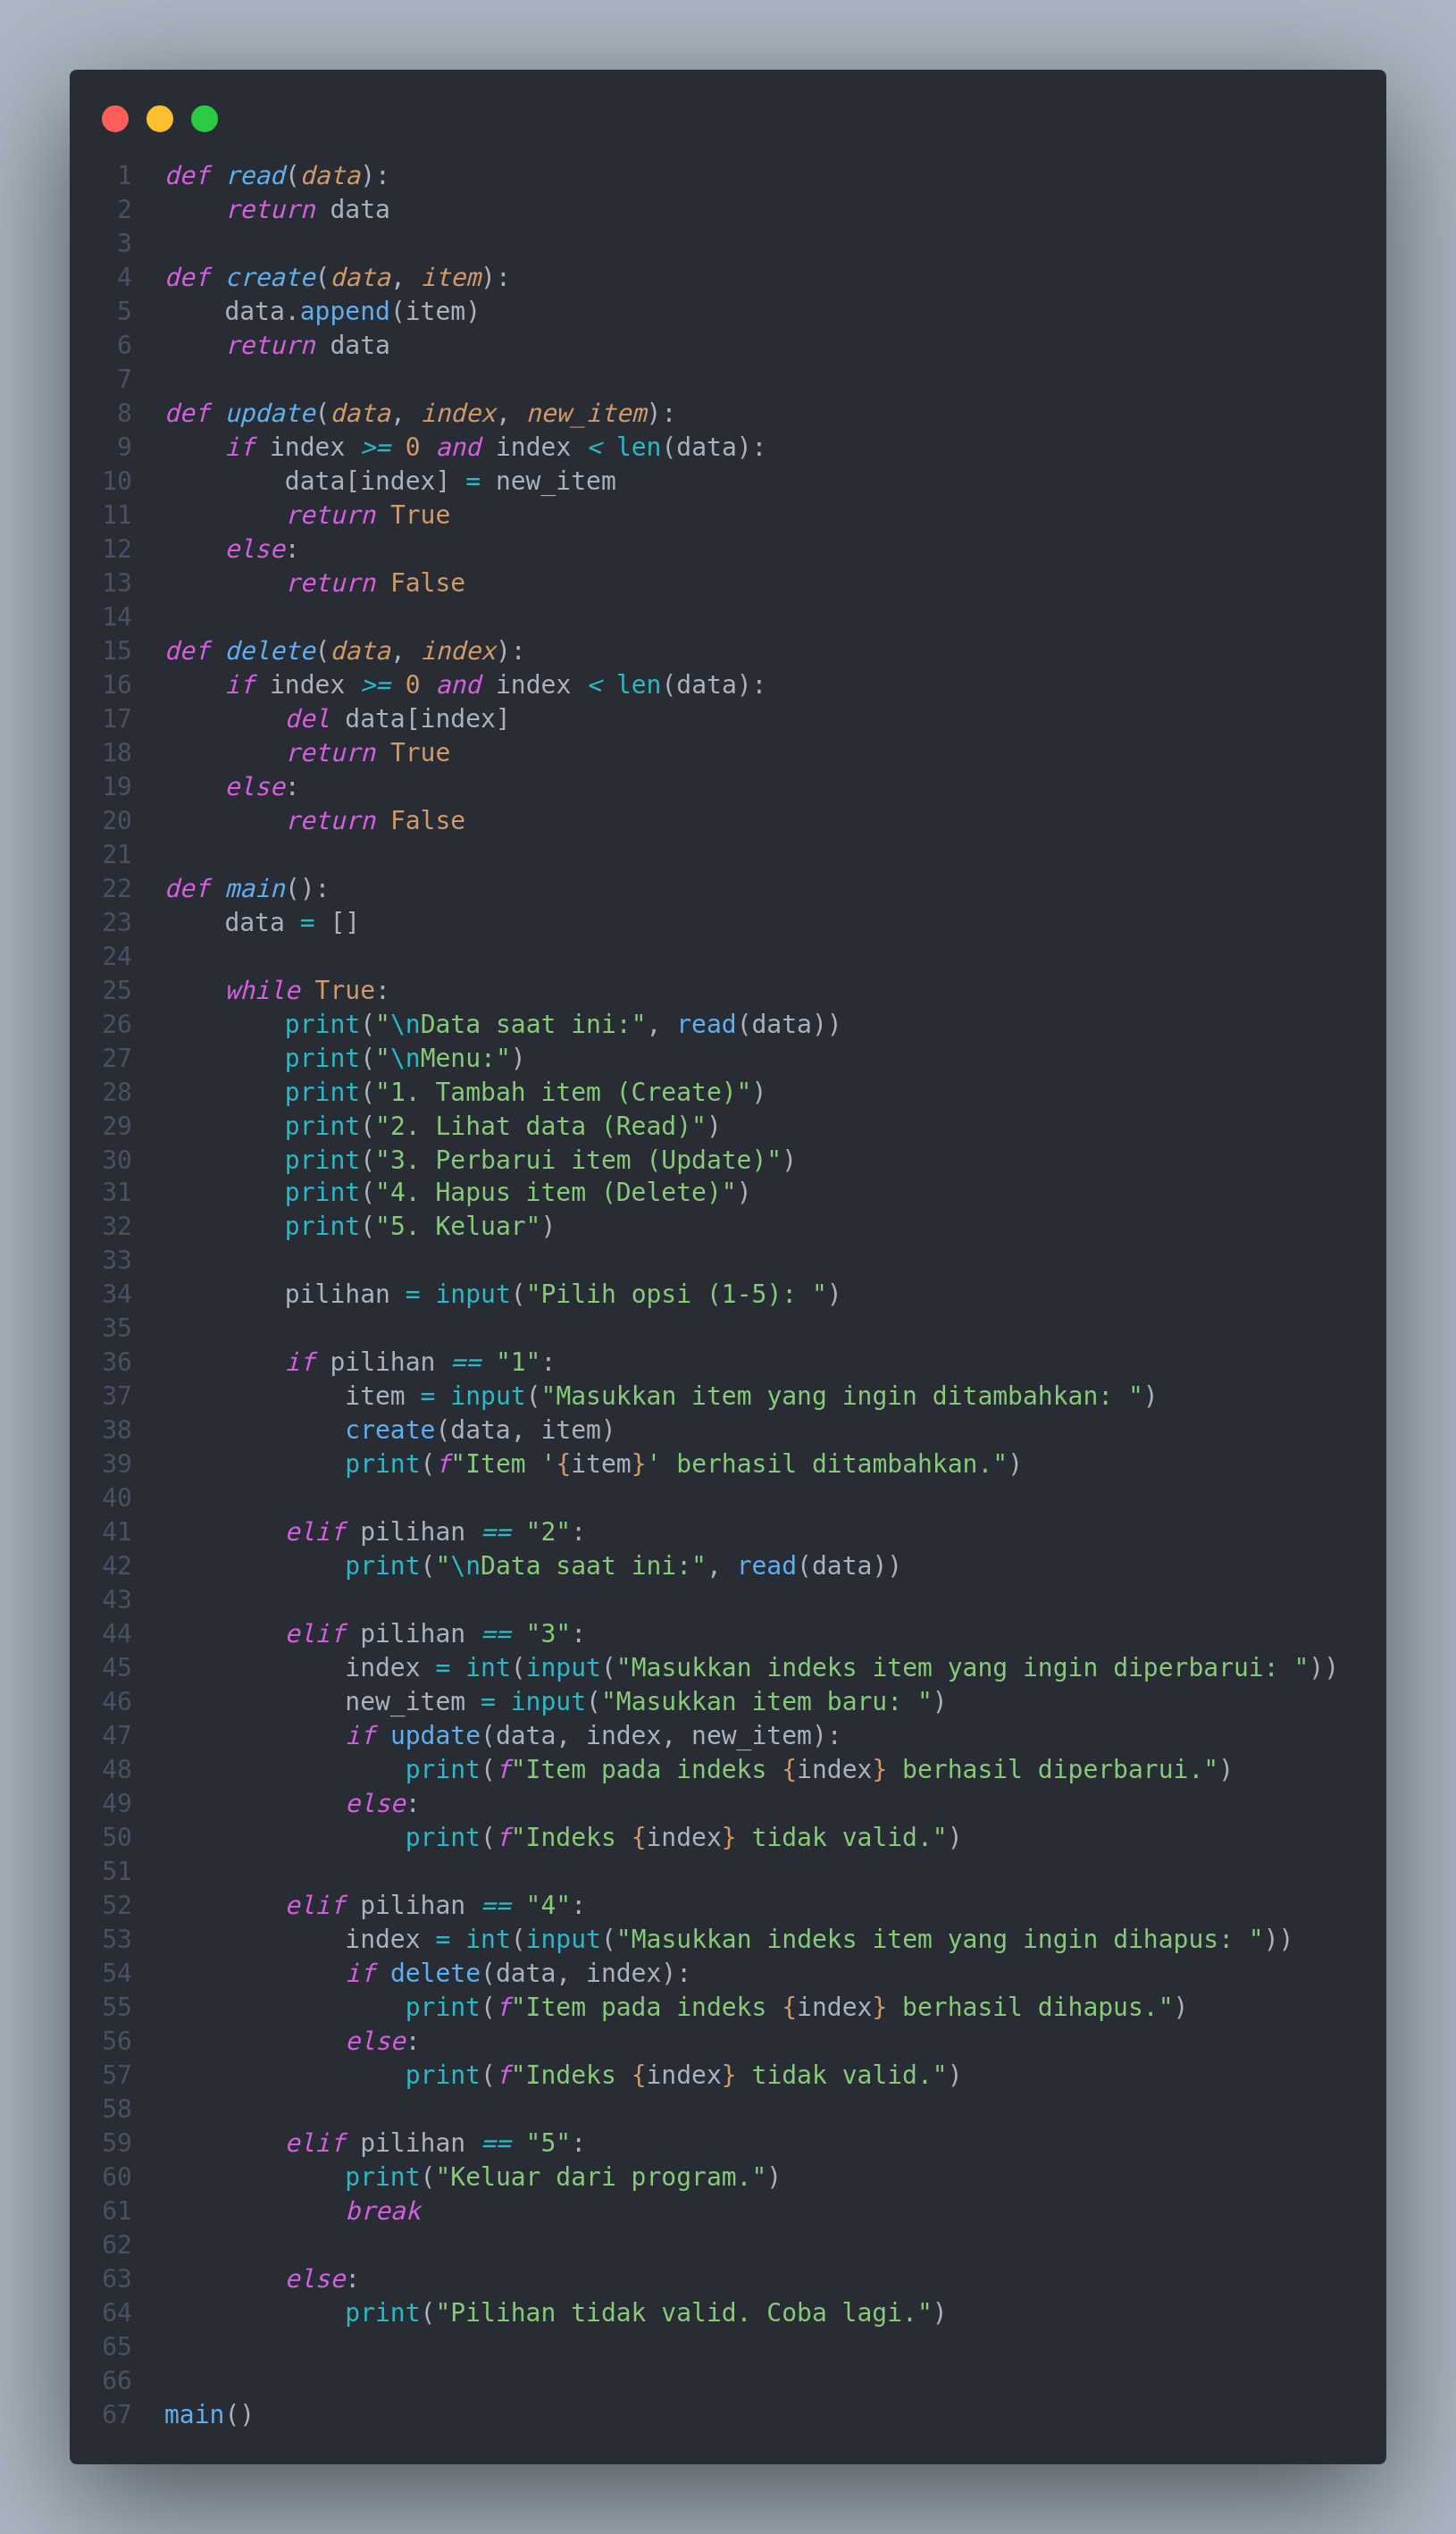 1 def read(data):
2     return data
3
4 def create(data, item):
5     data.append(item)
6     return data
7
8 def update(data, index, new_item):
9     if index >= 0 and index < len(data):
10         data[index] = new_item
11         return True
12     else:
13         return False
14
15 def delete(data, index):
16     if index >= 0 and index < len(data):
17         del data[index]
18         return True
19     else:
20         return False
21
22 def main():
23     data = []
24
25     while True:
26         print("\nData saat ini:", read(data))
27         print("\nMenu:")
28         print("1. Tambah item (Create)")
29         print("2. Lihat data (Read)")
30         print("3. Perbarui item (Update)")
31         print("4. Hapus item (Delete)")
32         print("5. Keluar")
33
34         pilihan = input("Pilih opsi (1-5): ")
35
36         if pilihan == "1":
37             item = input("Masukkan item yang ingin ditambahkan: ")
38             create(data, item)
39             print(f"Item '{item}' berhasil ditambahkan.")
40
41         elif pilihan == "2":
42             print("\nData saat ini:", read(data))
43
44         elif pilihan == "3":
45             index = int(input("Masukkan indeks item yang ingin diperbarui: "))
46             new_item = input("Masukkan item baru: ")
47             if update(data, index, new_item):
48                 print(f"Item pada indeks {index} berhasil diperbarui.")
49             else:
50                 print(f"Indeks {index} tidak valid.")
51
52         elif pilihan == "4":
53             index = int(input("Masukkan indeks item yang ingin dihapus: "))
54             if delete(data, index):
55                 print(f"Item pada indeks {index} berhasil dihapus.")
56             else:
57                 print(f"Indeks {index} tidak valid.")
58
59         elif pilihan == "5":
60             print("Keluar dari program.")
61             break
62
63         else:
64             print("Pilihan tidak valid. Coba lagi.")
65
66
67 main()